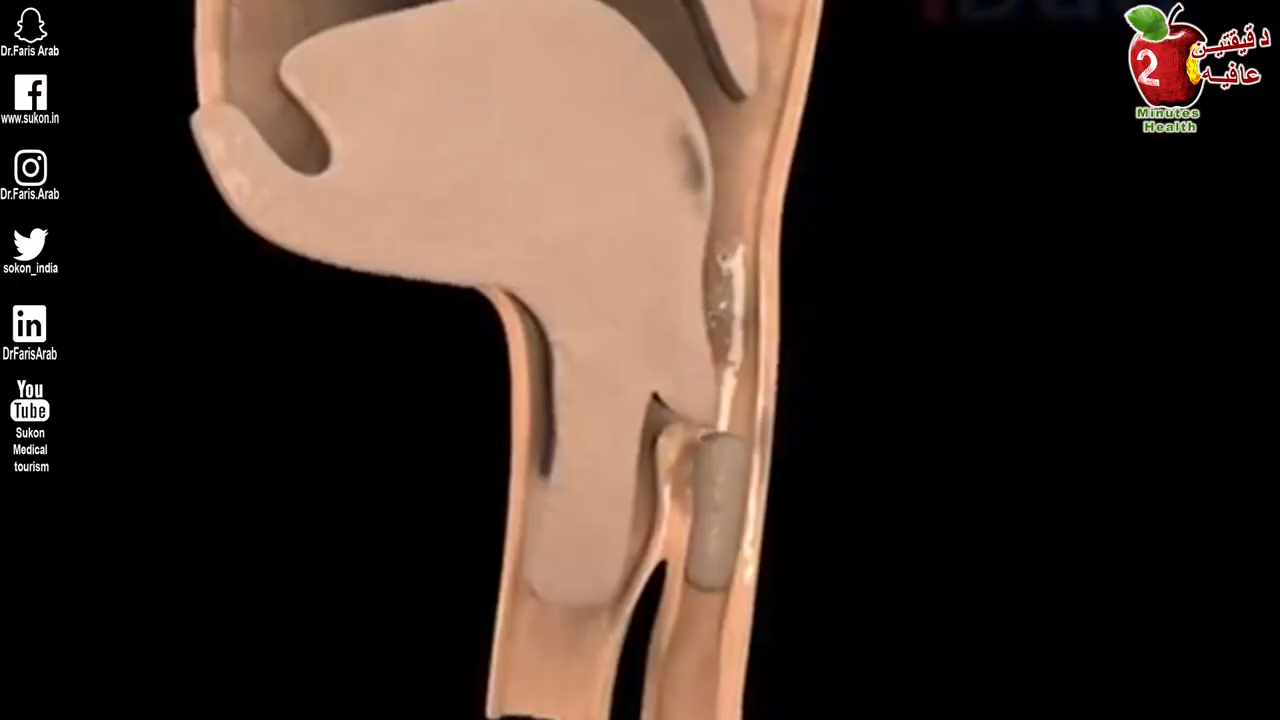 Dr.Faris Arab
www.sukon.in
Dr.Faris.Arab
sokon_india
in
DrFarisArab
You
Tube
Sukon
Medical
tourism
دقيقتين
2
عافيه
Minutes
Health